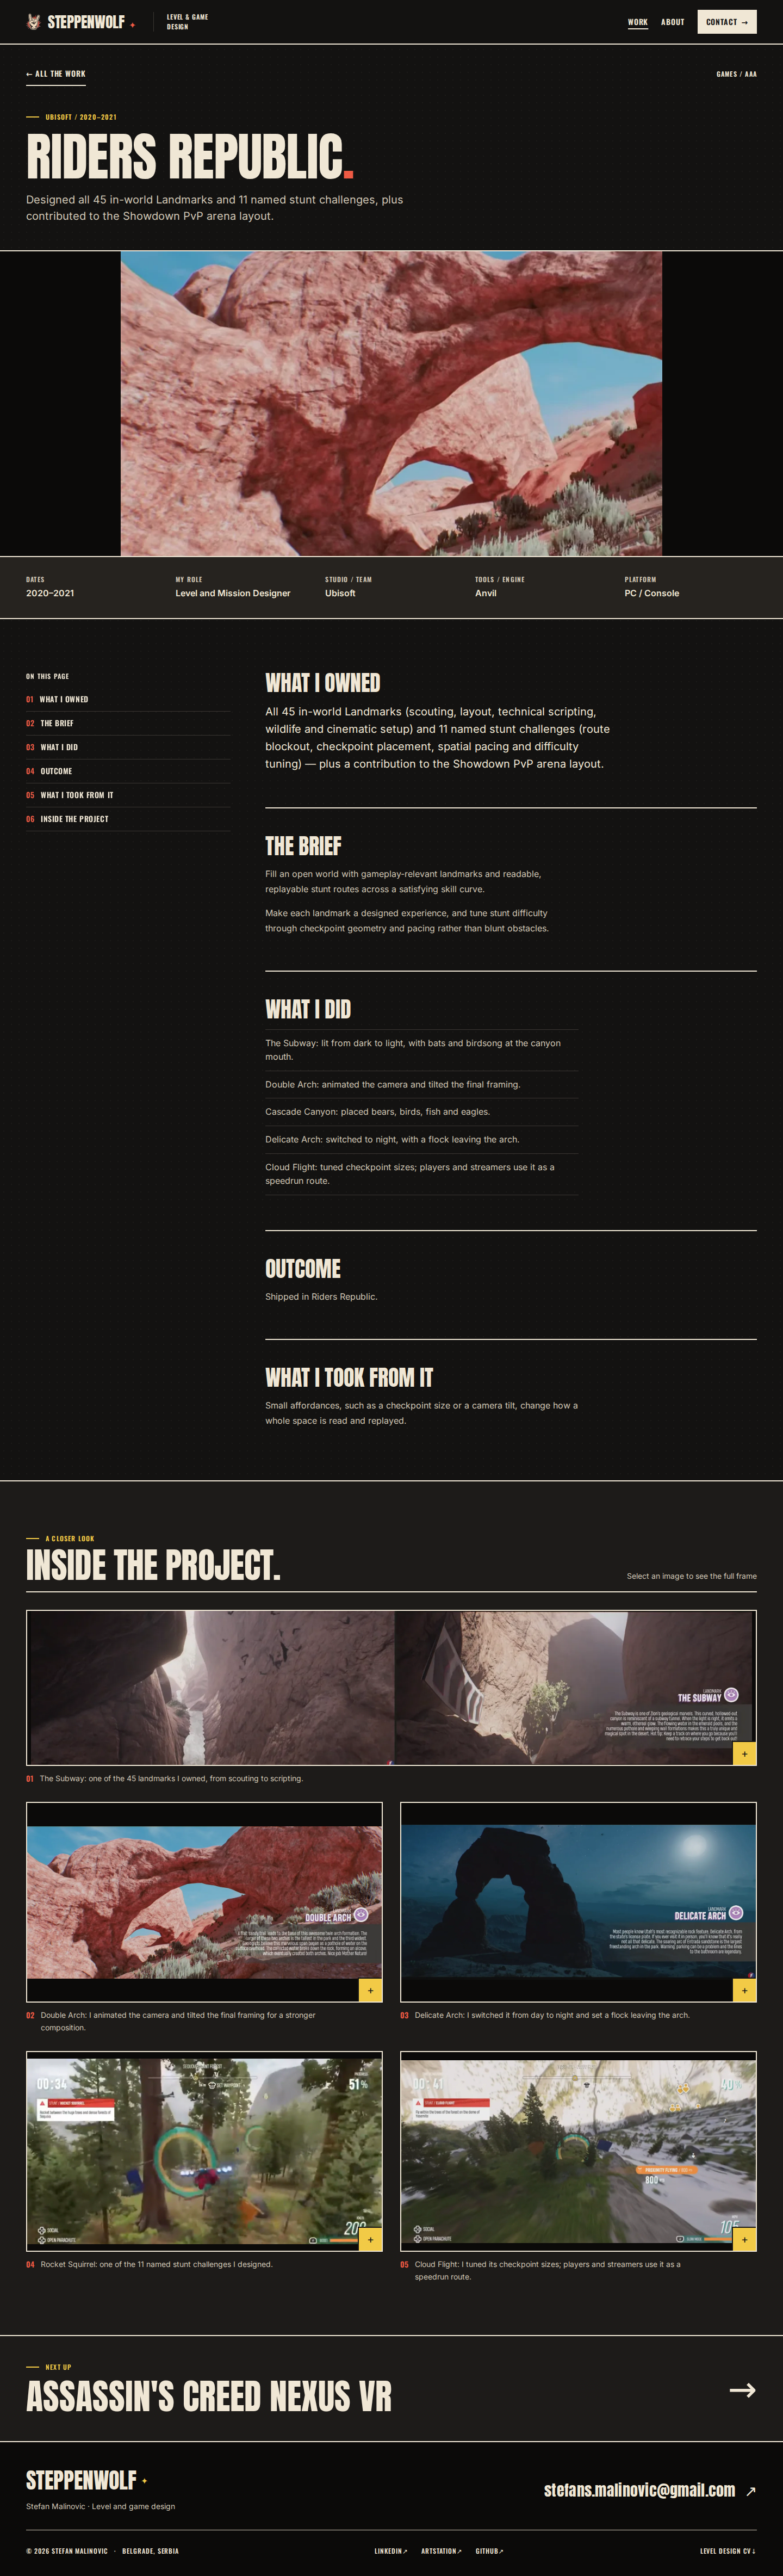 STEPPENWOLF
LEVEL & GAME
DESIGN
WORK
ABOUT
CONTACT →
← ALL THE WORK
GAMES / AAA
UBISOFT / 2020–2021
RIDERS REPUBLIC.
Designed all 45 in-world Landmarks and 11 named stunt challenges, plus
contributed to the Showdown PvP arena layout.
DATES
2020–2021
MY ROLE
Level and Mission Designer
STUDIO / TEAM
Ubisoft
TOOLS / ENGINE
Anvil
PLATFORM
PC / Console
ON THIS PAGE
01 WHAT I OWNED
02 THE BRIEF
03 WHAT I DID
04 OUTCOME
05 WHAT I TOOK FROM IT
06 INSIDE THE PROJECT
WHAT I OWNED
All 45 in-world Landmarks (scouting, layout, technical scripting,
wildlife and cinematic setup) and 11 named stunt challenges (route
blockout, checkpoint placement, spatial pacing and difficulty
tuning) — plus a contribution to the Showdown PvP arena layout.
THE BRIEF
Fill an open world with gameplay-relevant landmarks and readable,
replayable stunt routes across a satisfying skill curve.
Make each landmark a designed experience, and tune stunt difficulty
through checkpoint geometry and pacing rather than blunt obstacles.
WHAT I DID
The Subway: lit from dark to light, with bats and birdsong at the canyon
mouth.
Double Arch: animated the camera and tilted the final framing.
Cascade Canyon: placed bears, birds, fish and eagles.
Delicate Arch: switched to night, with a flock leaving the arch.
Cloud Flight: tuned checkpoint sizes; players and streamers use it as a
speedrun route.
OUTCOME
Shipped in Riders Republic.
WHAT I TOOK FROM IT
Small affordances, such as a checkpoint size or a camera tilt, change how a
whole space is read and replayed.
A CLOSER LOOK
INSIDE THE PROJECT.
Select an image to see the full frame
LANDMARK
THE SUBWAY
+
01 The Subway: one of the 45 landmarks I owned, from scouting to scripting.
DOUBLE ARCH
+
02 Double Arch: I animated the camera and tilted the final framing for a stronger
composition.
LANDMARK
DELICATE ARCH
+
03 Delicate Arch: I switched it from day to night and set a flock leaving the arch.
00:34
51%
SET WAYPOINT
SOCIAL
OPEN PARACHUTE
+
04 Rocket Squirrel: one of the 11 named stunt challenges I designed.
00:41
40%
800
SOCIAL
OPEN PARACHUTE
+
05 Cloud Flight: I tuned its checkpoint sizes; players and streamers use it as a
speedrun route.
NEXT UP
ASSASSIN'S CREED NEXUS VR
→
STEPPENWOLF
Stefan Malinovic · Level and game design
stefans.malinovic@gmail.com ↗
© 2026 STEFAN MALINOVIC · BELGRADE, SERBIA
LINKEDIN↗
ARTSTATION↗
GITHUB↗
LEVEL DESIGN CV↓